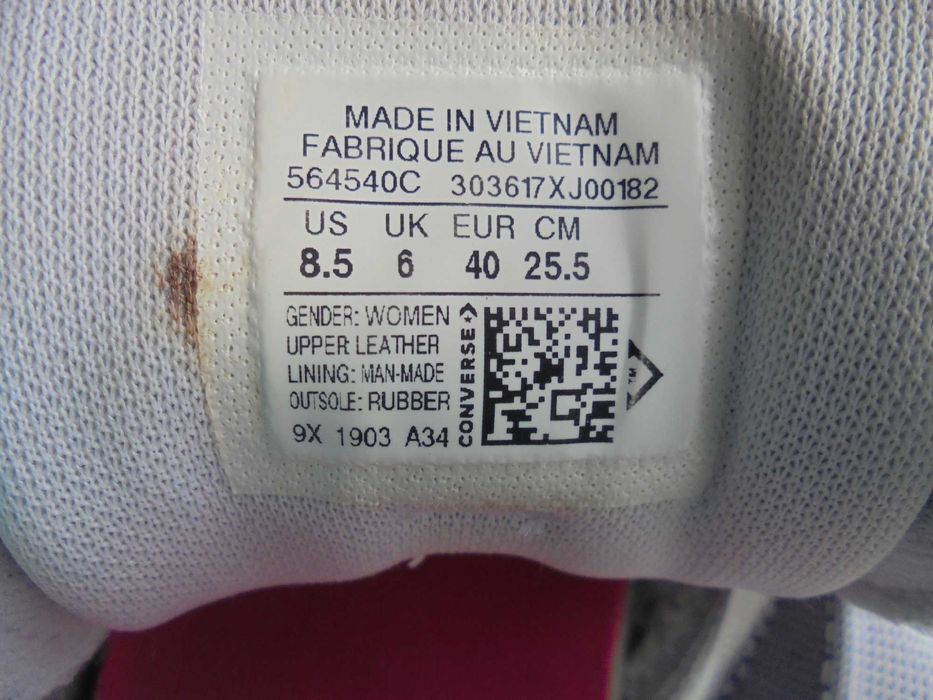 MADE IN VIETNAM
FABRIQUE AU VIETNAM
564540C 303617XJ00182
US UK EUR CM
8.5 6 40 25.5
GENDER: WOMEN
UPPER LEATHER
LINING: MAN-MADE
OUTSOLE: RUBBER
9X 1903 A34
CONVERSE
TM